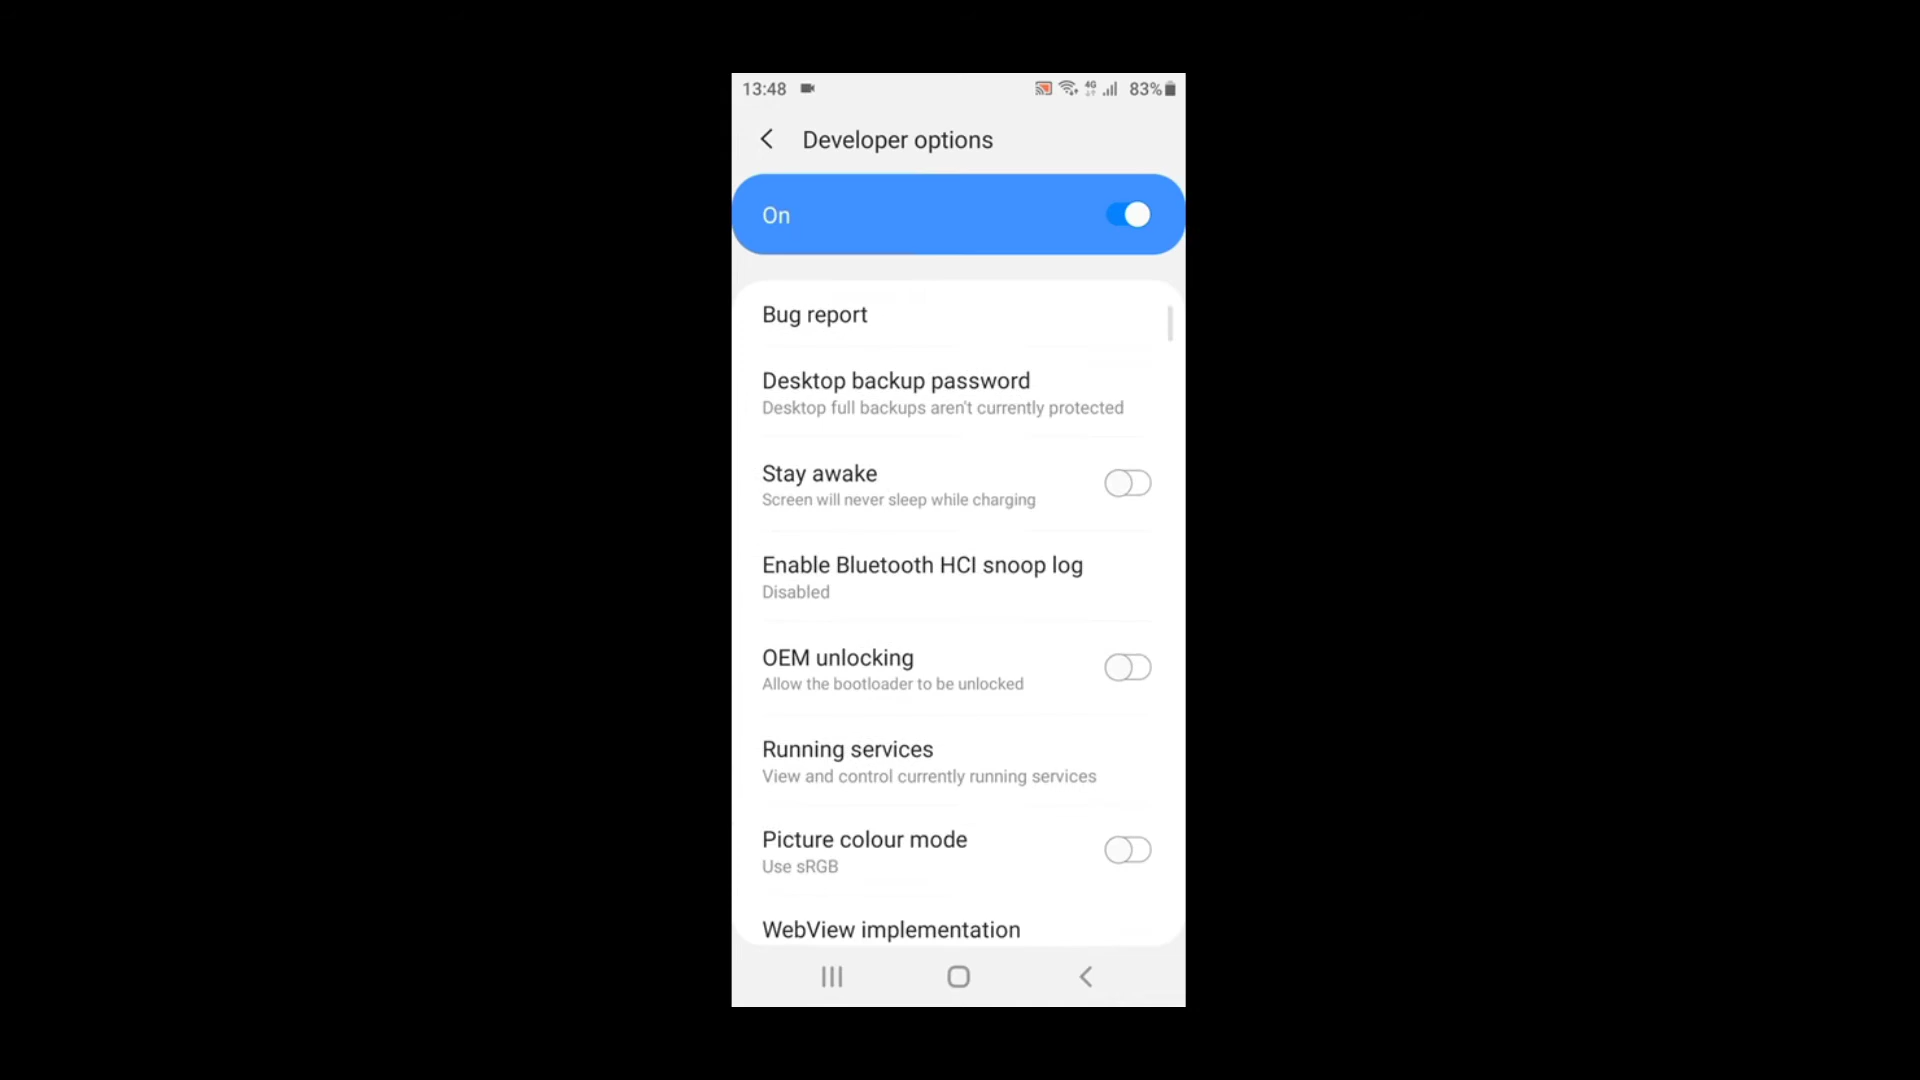 13:48 4G 83%
Developer options
On
Bug report
Desktop backup password
Desktop full backups aren't currently protected
Stay awake
Screen will never sleep while charging
Enable Bluetooth HCI snoop log
Disabled
OEM unlocking
Allow the bootloader to be unlocked
Running services
View and control currently running services
Picture colour mode
Use sRGB
WebView implementation